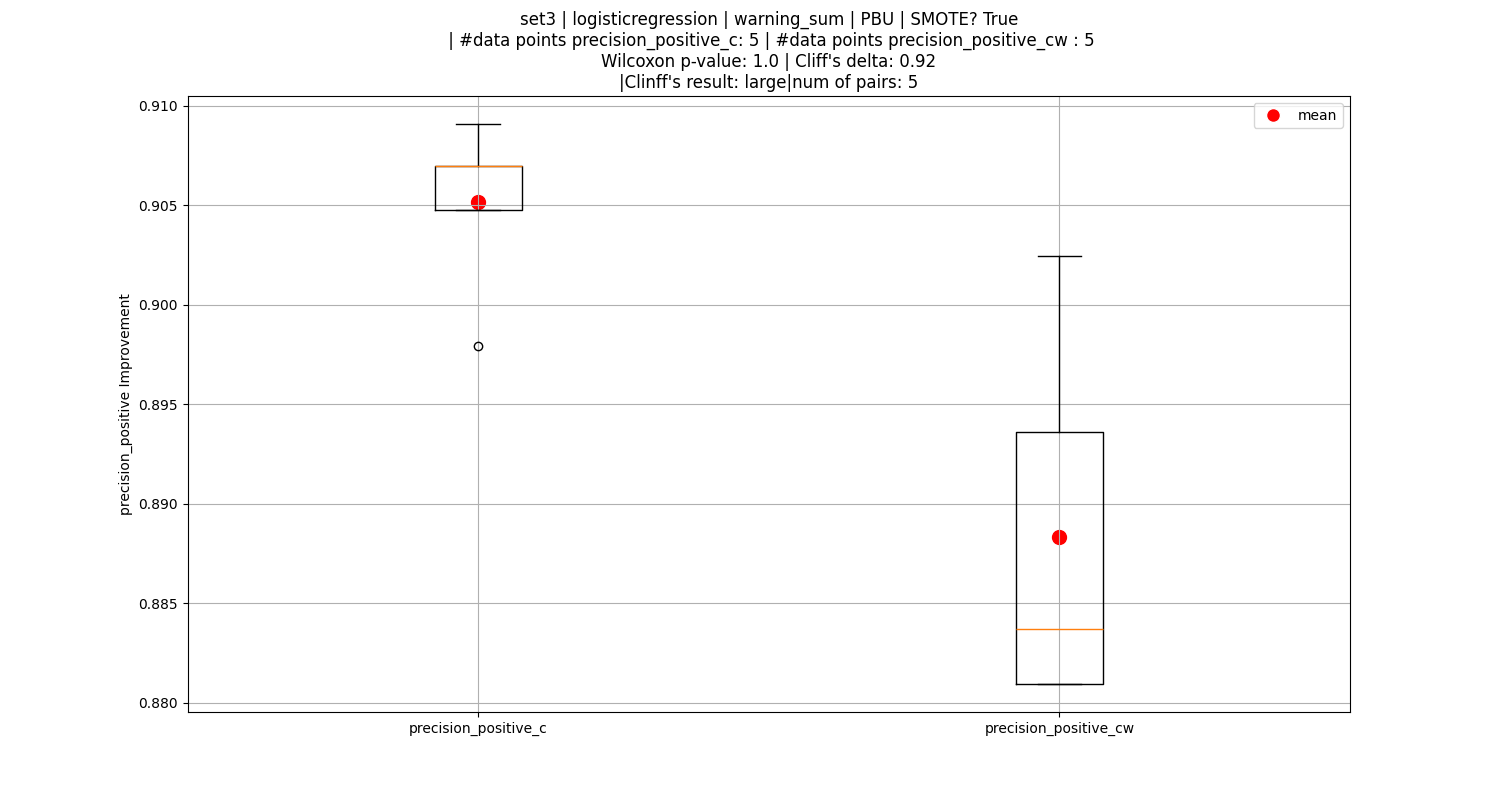 set3 | logisticregression | warning_sum | PBU | SMOTE? True
| #data points precision_positive_c: 5 | #data points precision_positive_cw : 5
Wilcoxon p-value: 1.0 | Cliff's delta: 0.92
|Clinff's result: large|num of pairs: 5
mean
0.910
0.905
0.900
0.895
0.890
0.885
0.880
precision_positive Improvement
precision_positive_c
precision_positive_cw